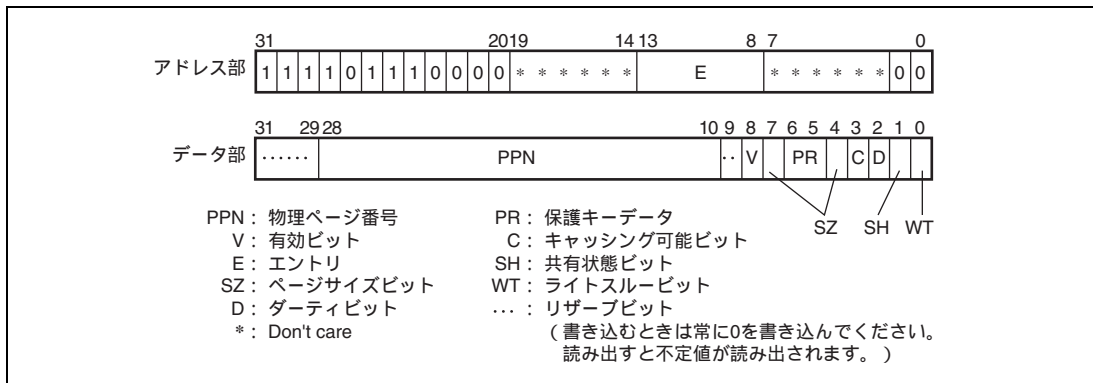 31 2019 14 13 8 7 0
アドレス部 1 1 1 1 0 1 1 1 0 0 0 0 * * * * * * E * * * * * * 0 0
31 29 28 10 9 8 7 6 5 4 3 2 1 0
データ部 ・・・・・・ PPN ・・ V PR C D
SZ SH WT
PPN : 物理ページ番号 PR : 保護キーデータ
V : 有効ビット C : キャッシング可能ビット
E : エントリ SH : 共有状態ビット
SZ : ページサイズビット WT : ライトスルービット
D : ダーティビット ・・・ : リザーブビット
* : Don't care (書き込むときは常に0を書き込んでください。
読み出すと不定値が読み出されます。)